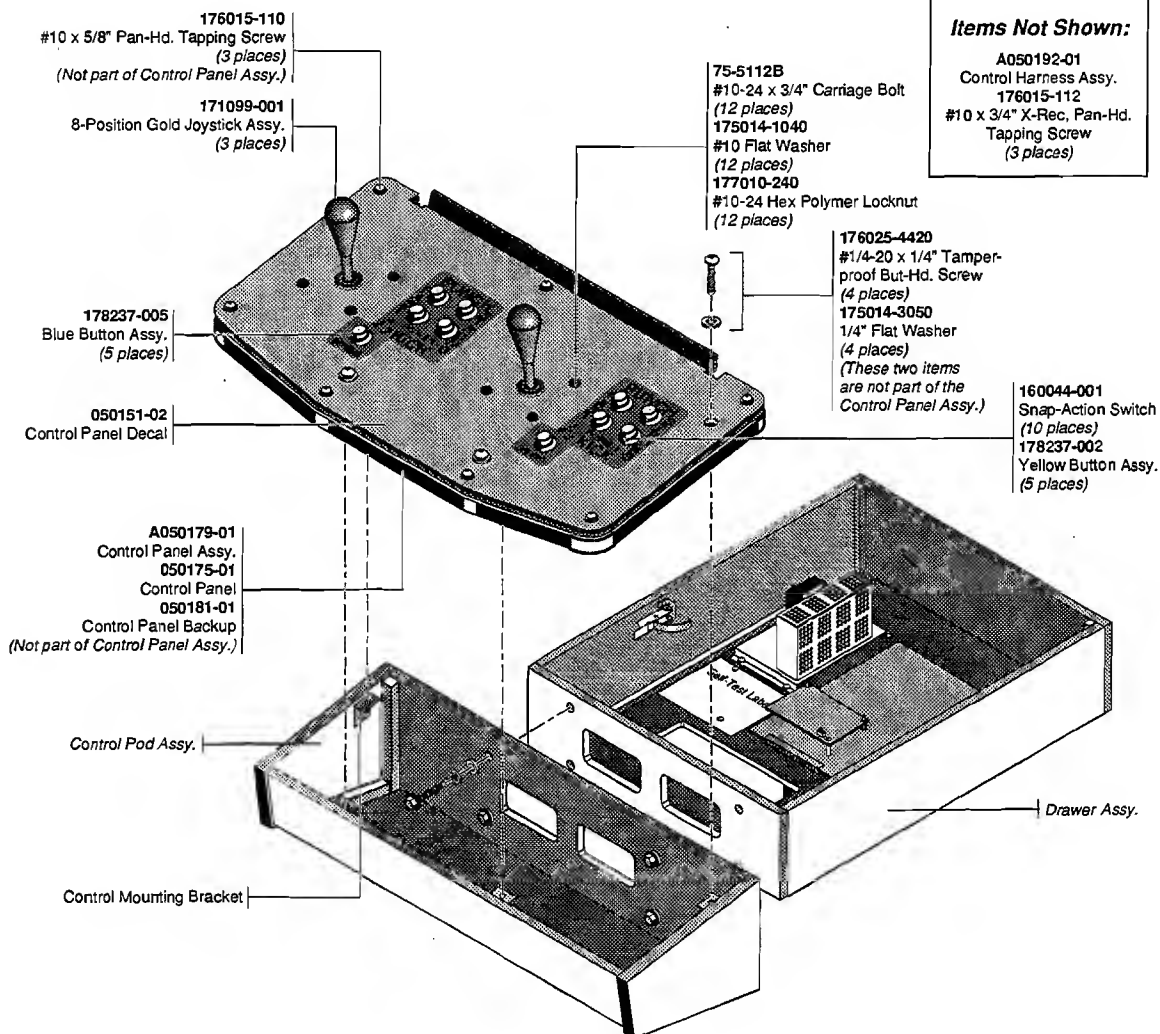 176015-110
#10 x 5/8" Pan-Hd. Tapping Screw
(3 places)
(Not part of Control Panel Assy.)
171099-001
8-Position Gold Joystick Assy.
(3 places)
178237-005
Blue Button Assy.
(5 places)
050151-02
Control Panel Decal
A050179-01
Control Panel Assy.
050175-01
Control Panel
050181-01
Control Panel Backup
(Not part of Control Panel Assy.)
Control Pod Assy.
Control Mounting Bracket
75-5112B
#10-24 x 3/4" Carriage Bolt
(12 places)
175014-1040
#10 Flat Washer
(12 places)
177010-240
#10-24 Hex Polymer Locknut
(12 places)
Items Not Shown:
A050192-01
Control Harness Assy.
176015-112
#10 x 3/4" X-Rec, Pan-Hd.
Tapping Screw
(3 places)
176025-4420
#1/4-20 x 1/4" Tamper-
proof But-Hd. Screw
(4 places)
175014-3050
1/4" Flat Washer
(4 places)
(These two items
are not part of the
Control Panel Assy.)
160044-001
Snap-Action Switch
(10 places)
178237-002
Yellow Button Assy.
(5 places)
Self-Test Label
Drawer Assy.